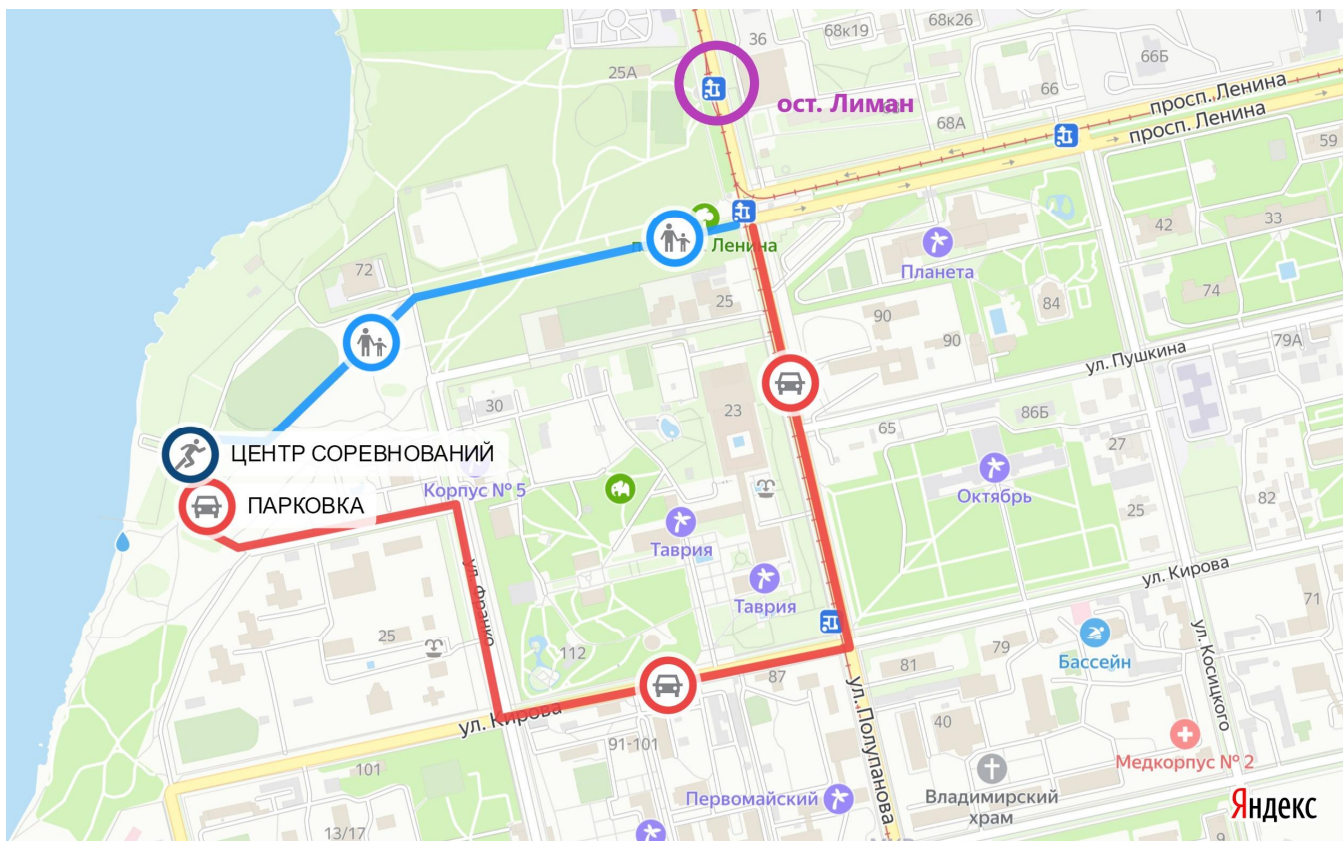 68к19
68к26
36
1
66Б
25А
66
ост. Лиман
просп. Ленина
просп. Ленина
68А
59
Ленина
42
33
Планета
72
74
84
25
90
90
ул. Пушкина
79А
30
23
86Б
65
27
ЦЕНТР СОРЕВНОВАНИЙ
Корпус № 5
Октябрь
82
ПАРКОВКА
25
Таврия
ул. Франко
ул. Кирова
Таврия
71
25
112
79
81
Бассейн
ул. Косицкого
87
ул. Полупанова
ул. Кирова
40
91-101
Медкорпус № 2
101
Первомайский
Владимирский
храм
Яндекс
13/17
9